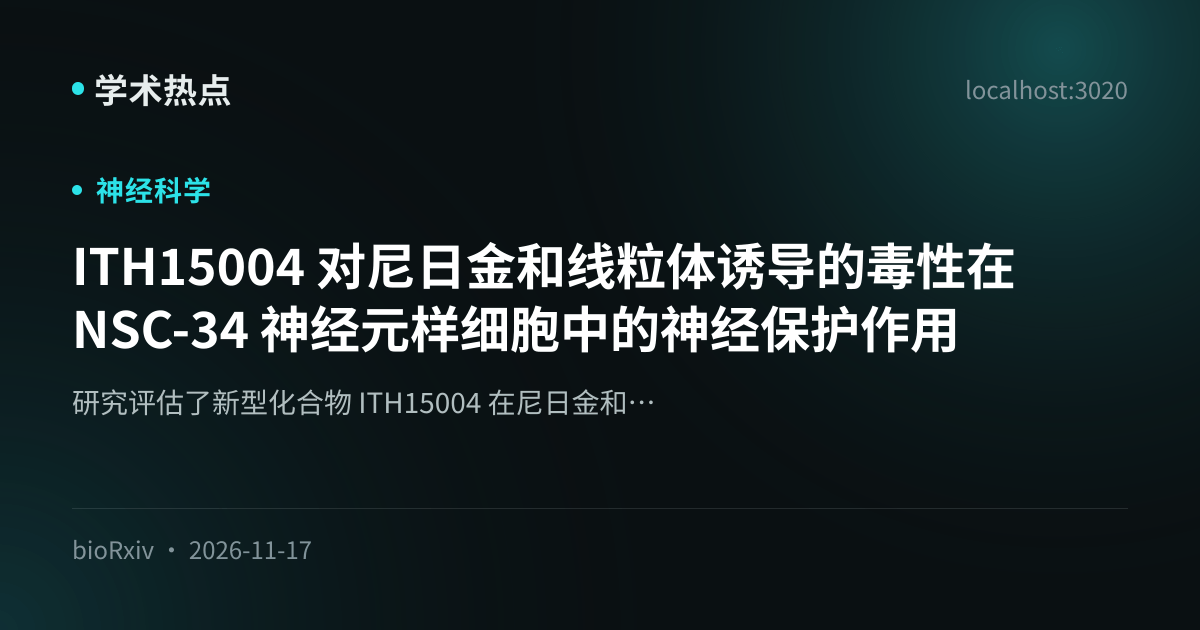 学术热点
localhost:3020
神经科学
ITH15004 对尼日金和线粒体诱导的毒性在
NSC-34 神经元样细胞中的神经保护作用
研究评估了新型化合物 ITH15004 在尼日金和…
bioRxiv · 2026-11-17